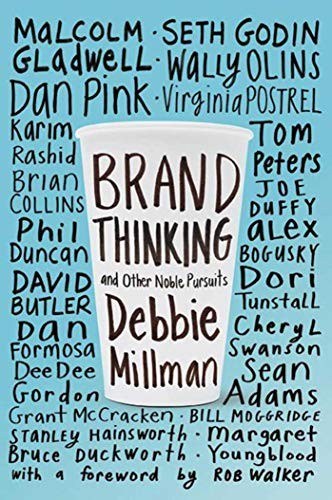 MALCOLM · SETH GODIN
GLadwell · WALLY OLINS
Dan Pink · Virginia POSTREL
Karim
Rashid
Brian
COLLINS
Phil
Duncan
DAVID
BUTLER
Dan
Formosa
Dee Dee
Gordon
BRAND
THINKING
and Other Noble Pursuits
Debbie
Millman
Tom
Peters
JOE
DUFFY
alex
BOGUSKY
Dori
Tunstall
Cheryl
Swanson
Sean
Adams
Grant McCracken · BILL MOGGRIDGE
STANLEY HAINSWORTH · Margaret
Bruce Duckworth · Youngblood
with a foreword by ROB WALKER